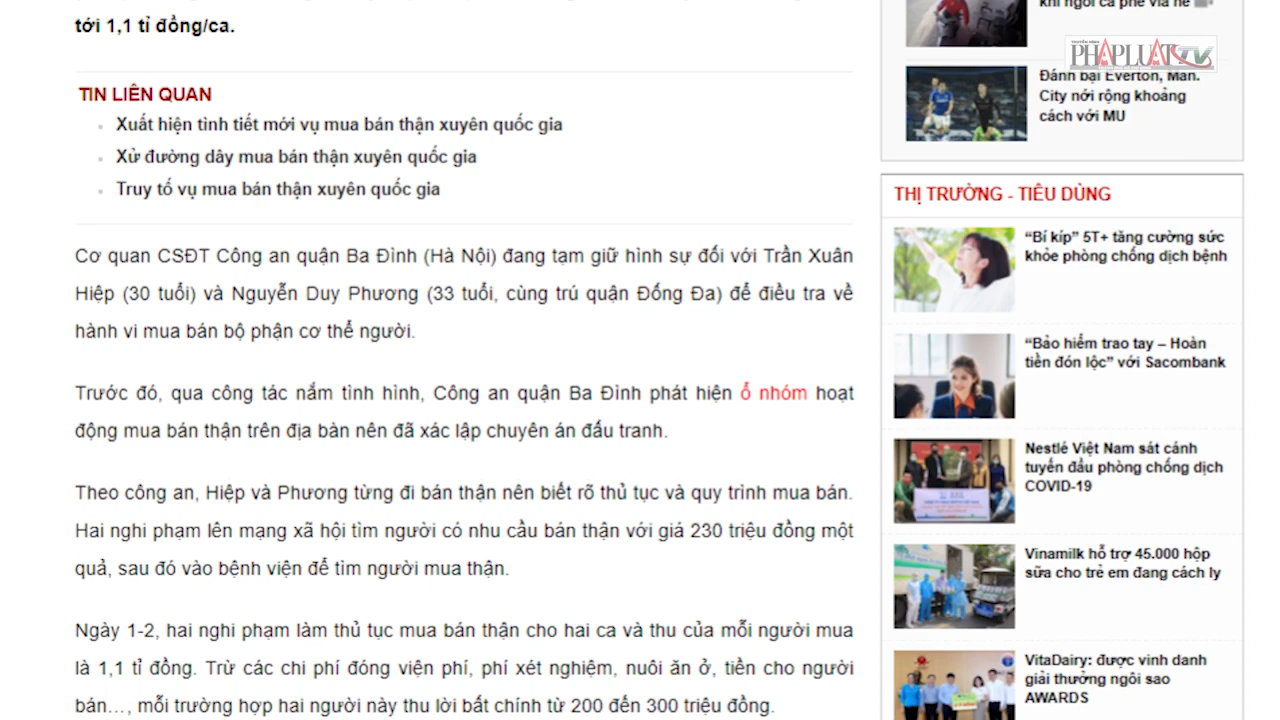 tới 1,1 tỉ đồng/ca.
TIN LIÊN QUAN
Xuất hiện tình tiết mới vụ mua bán thận xuyên quốc gia
Xử đường dây mua bán thận xuyên quốc gia
Truy tố vụ mua bán thận xuyên quốc gia
Cơ quan CSĐT Công an quận Ba Đình (Hà Nội) đang tạm giữ hình sự đối với Trần Xuân
Hiệp (30 tuổi) và Nguyễn Duy Phương (33 tuổi, cùng trú quận Đống Đa) để điều tra về
hành vi mua bán bộ phận cơ thể người.
Trước đó, qua công tác nắm tình hình, Công an quận Ba Đình phát hiện ổ nhóm hoạt
động mua bán thận trên địa bàn nên đã xác lập chuyên án đấu tranh.
Theo công an, Hiệp và Phương từng đi bán thận nên biết rõ thủ tục và quy trình mua bán.
Hai nghi phạm lên mạng xã hội tìm người có nhu cầu bán thận với giá 230 triệu đồng một
quả, sau đó vào bệnh viện để tìm người mua thận.
Ngày 1-2, hai nghi phạm làm thủ tục mua bán thận cho hai ca và thu của mỗi người mua
là 1,1 tỉ đồng. Trừ các chi phí đóng viện phí, phí xét nghiệm, nuôi ăn ở, tiền cho người
bán…, mỗi trường hợp hai người này thu lời bất chính từ 200 đến 300 triệu đồng.
khi ngồi cà phê vỉa hè
PHAPLUAT TV
Đánh bại Everton, Man.
City nới rộng khoảng
cách với MU
THỊ TRƯỜNG - TIÊU DÙNG
“Bí kíp” 5T+ tăng cường sức
khỏe phòng chống dịch bệnh
“Bảo hiểm trao tay – Hoàn
tiền đón lộc” với Sacombank
Nestlé Việt Nam sát cánh
tuyến đầu phòng chống dịch
COVID-19
Vinamilk hỗ trợ 45.000 hộp
sữa cho trẻ em đang cách ly
VitaDairy: được vinh danh
giải thưởng ngôi sao
AWARDS